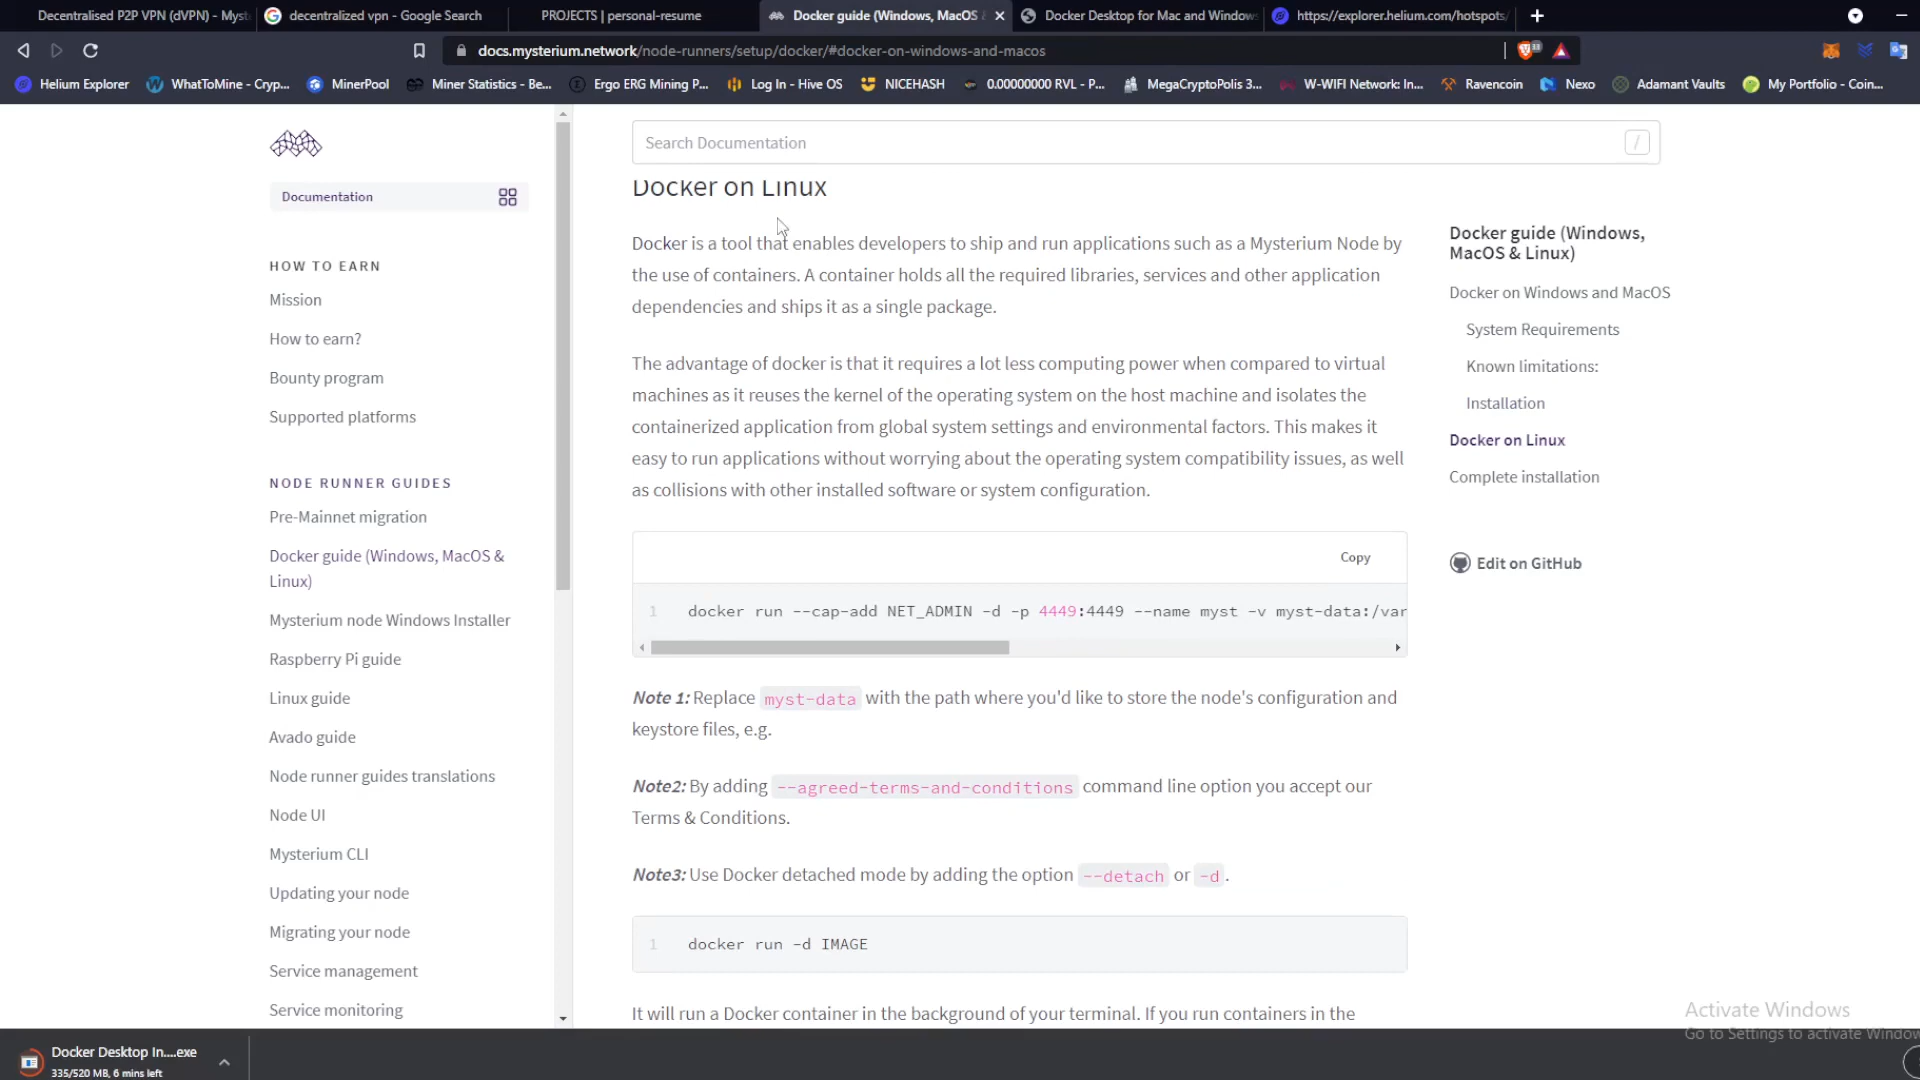 Decentralised P2P VPN (dVPN) - Myst
decentralized vpn - Google Search
PROJECTS | personal-resume
Docker guide (Windows, MacOS &
Docker Desktop for Mac and Window
https://explorer.helium.com/hotspots/
docs.mysterium.network/node-runners/setup/docker/#docker-on-windows-and-macos
33
Helium Explorer
WhatToMine - Cryp...
MinerPool
Miner Statistics - Be...
Ergo ERG Mining P...
Log In - Hive OS
NICEHASH
0.00000000 RVL - P...
MegaCryptoPolis 3...
W-WIFI Network: In...
Ravencoin
Nexo
Adamant Vaults
My Portfolio - Coin...
Documentation
HOW TO EARN
Mission
How to earn?
Bounty program
Supported platforms
NODE RUNNER GUIDES
Pre-Mainnet migration
Docker guide (Windows, MacOS &
Linux)
Mysterium node Windows Installer
Raspberry Pi guide
Linux guide
Avado guide
Node runner guides translations
Node UI
Mysterium CLI
Updating your node
Migrating your node
Service management
Service monitoring
Search Documentation
/
Docker on Linux
Docker is a tool that enables developers to ship and run applications such as a Mysterium Node by
the use of containers. A container holds all the required libraries, services and other application
dependencies and ships it as a single package.
The advantage of docker is that it requires a lot less computing power when compared to virtual
machines as it reuses the kernel of the operating system on the host machine and isolates the
containerized application from global system settings and environmental factors. This makes it
easy to run applications without worrying about the operating system compatibility issues, as well
as collisions with other installed software or system configuration.
Copy
1 docker run --cap-add NET_ADMIN -d -p 4449:4449 --name myst -v myst-data:/var
Note 1: Replace myst-data with the path where you'd like to store the node's configuration and
keystore files, e.g.
Note2: By adding --agreed-terms-and-conditions command line option you accept our
Terms & Conditions.
Note3: Use Docker detached mode by adding the option --detach or -d.
1 docker run -d IMAGE
It will run a Docker container in the background of your terminal. If you run containers in the
Docker guide (Windows,
MacOS & Linux)
Docker on Windows and MacOS
System Requirements
Known limitations:
Installation
Docker on Linux
Complete installation
Edit on GitHub
Activate Windows
Go to Settings to activate Window
Docker Desktop In....exe
335/520 MB, 6 mins left